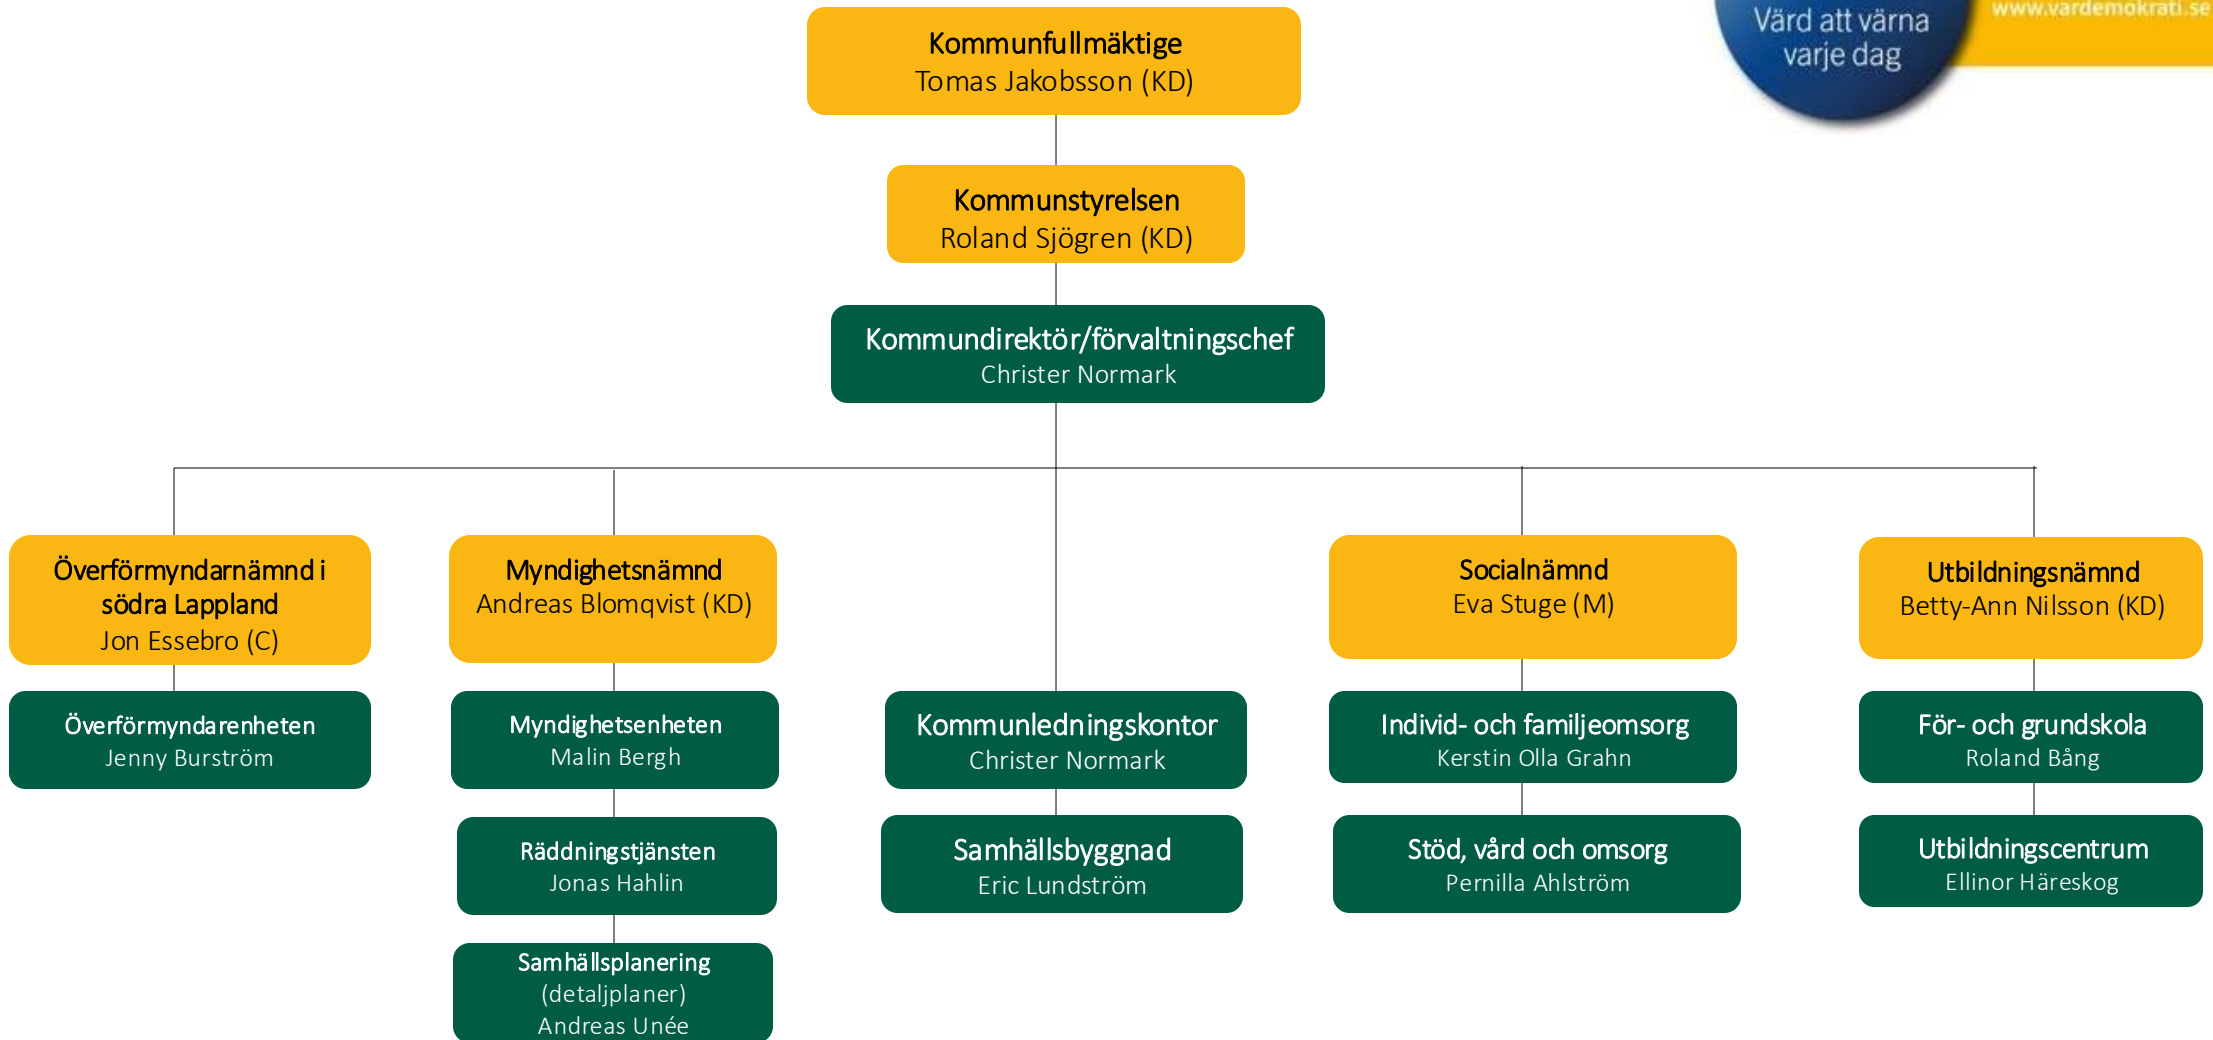 Värd att värna
varje dag
www.vardemokrati.se
Kommunfullmäktige
Tomas Jakobsson (KD)
Kommunstyrelsen
Roland Sjögren (KD)
Kommundirektör/förvaltningschef
Christer Normark
Överförmyndarnämnd i
södra Lappland
Jon Essebro (C)
Myndighetsnämnd
Andreas Blomqvist (KD)
Socialnämnd
Eva Stuge (M)
Utbildningsnämnd
Betty-Ann Nilsson (KD)
Överförmyndarenheten
Jenny Burström
Myndighetsenheten
Malin Bergh
Kommunledningskontor
Christer Normark
Individ- och familjeomsorg
Kerstin Olla Grahn
För- och grundskola
Roland Bång
Räddningstjänsten
Jonas Hahlin
Samhällsbyggnad
Eric Lundström
Stöd, vård och omsorg
Pernilla Ahlström
Utbildningscentrum
Ellinor Häreskog
Samhällsplanering
(detaljplaner)
Andreas Unée